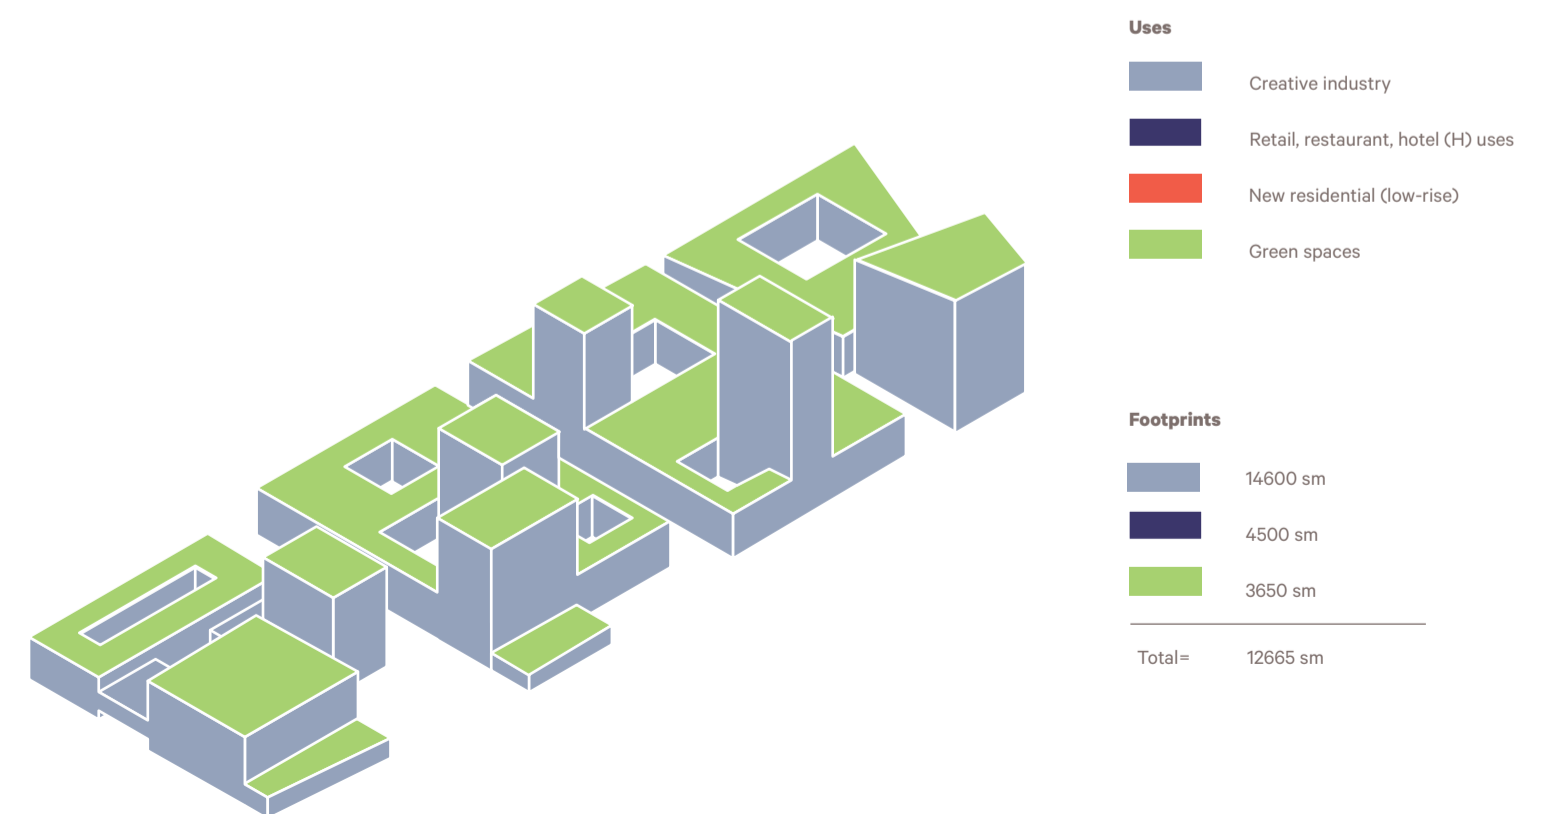 Uses
Creative industry
Retail, restaurant, hotel (H) uses
New residential (low-rise)
Green spaces
Footprints
14600 sm
4500 sm
3650 sm
Total= 12665 sm